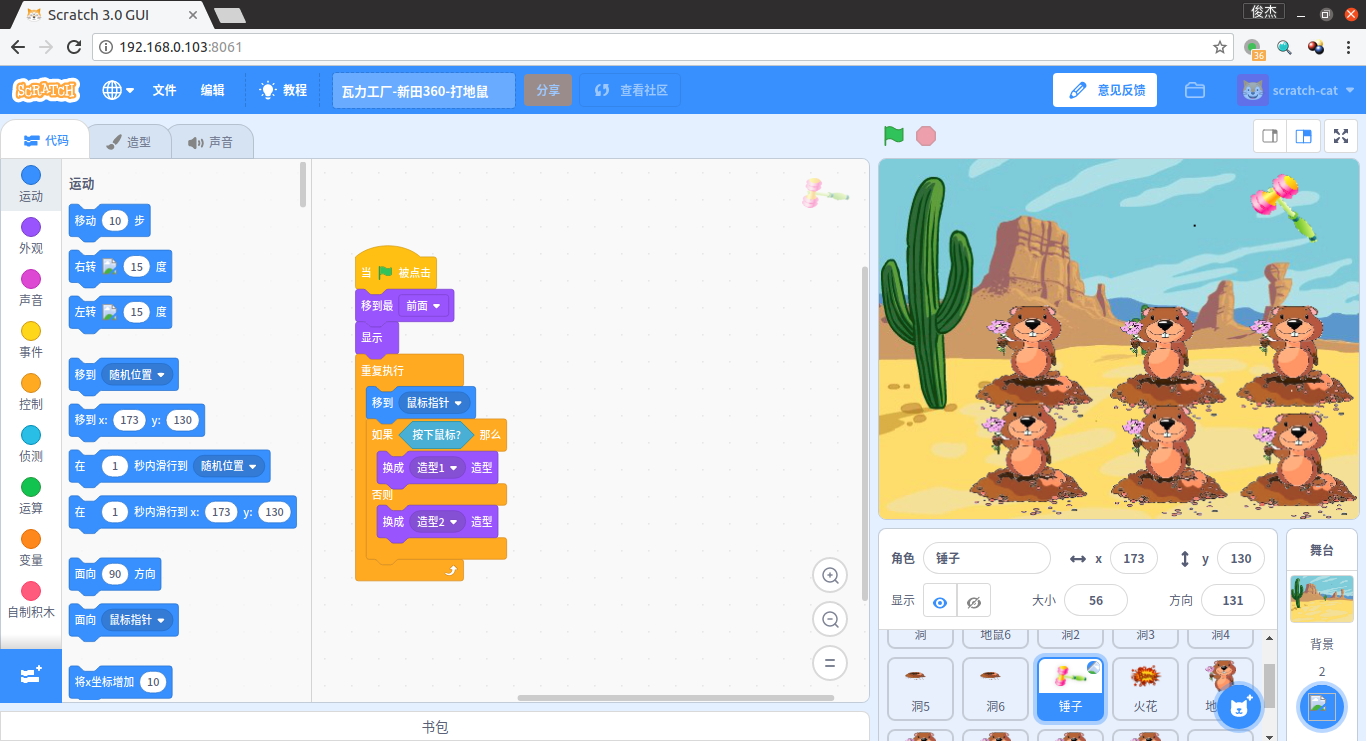 Scratch 3.0 GUI
俊杰
192.168.0.103:8061
36
SCRATCH
文件
编辑
教程
瓦力工厂-新田360-打地鼠
分享
查看社区
意见反馈
scratch-cat
代码
造型
声音
运动
外观
声音
事件
控制
侦测
运算
变量
自制积木
运动
移动 10 步
右转 15 度
左转 15 度
移到 随机位置
移到 x: 173 y: 130
在 1 秒内滑行到 随机位置
在 1 秒内滑行到 x: 173 y: 130
面向 90 方向
面向 鼠标指针
将x坐标增加 10
当 被点击
移到最 前面
显示
重复执行
移到 鼠标指针
如果 按下鼠标? 那么
换成 造型1 造型
否则
换成 造型2 造型
书包
角色 锤子 x 173 y 130
显示 大小 56 方向 131
洞 地鼠6 洞2 洞3 洞4
洞5 洞6 锤子 火花 地
舞台
背景
2